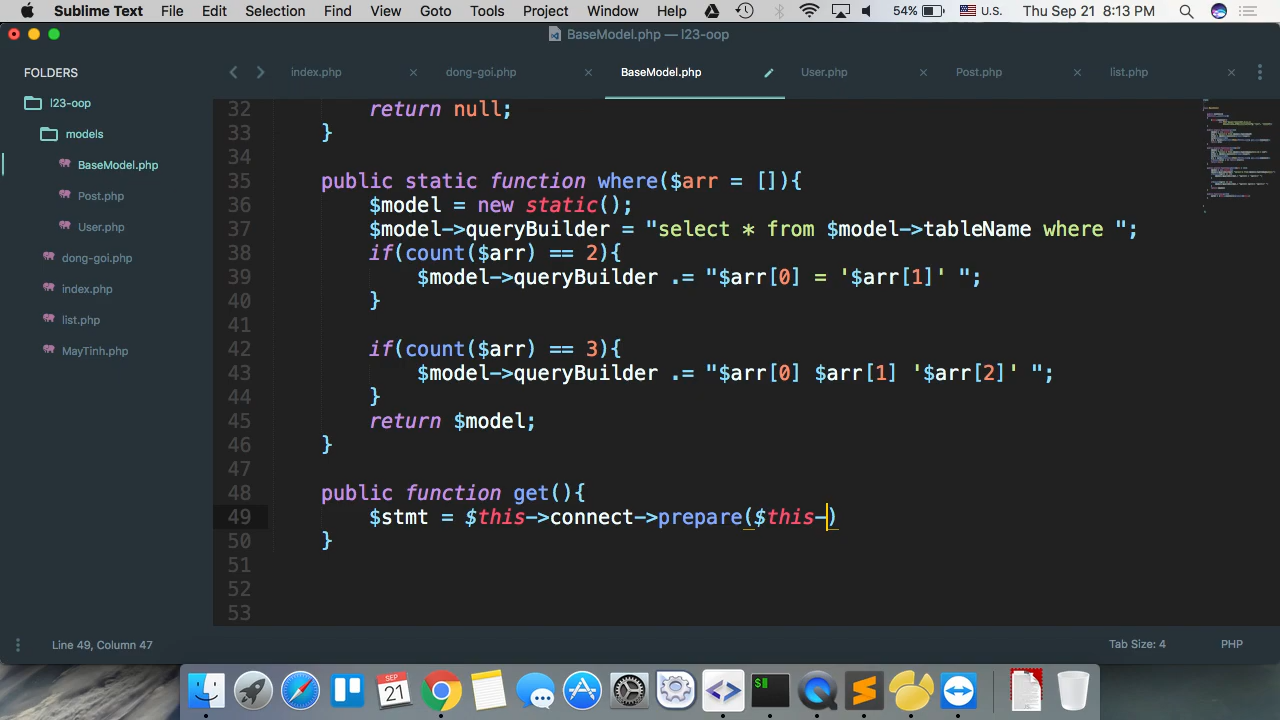 Sublime Text File Edit Selection Find View Goto Tools Project Window Help 54% U.S. Thu Sep 21 8:13 PM
BaseModel.php — l23-oop
FOLDERS
l23-oop
models
BaseModel.php
Post.php
User.php
dong-goi.php
index.php
list.php
MayTinh.php
index.php dong-goi.php BaseModel.php User.php Post.php list.php
32 return null;
33 }
34
35 public static function where($arr = []){
36 $model = new static();
37 $model->queryBuilder = "select * from $model->tableName where ";
38 if(count($arr) == 2){
39 $model->queryBuilder .= "$arr[0] = '$arr[1]' ";
40 }
41
42 if(count($arr) == 3){
43 $model->queryBuilder .= "$arr[0] $arr[1] '$arr[2]' ";
44 }
45 return $model;
46 }
47
48 public function get(){
49 $stmt = $this->connect->prepare($this-)
50 }
51
52
53
Line 49, Column 47 Tab Size: 4 PHP
SEP
21